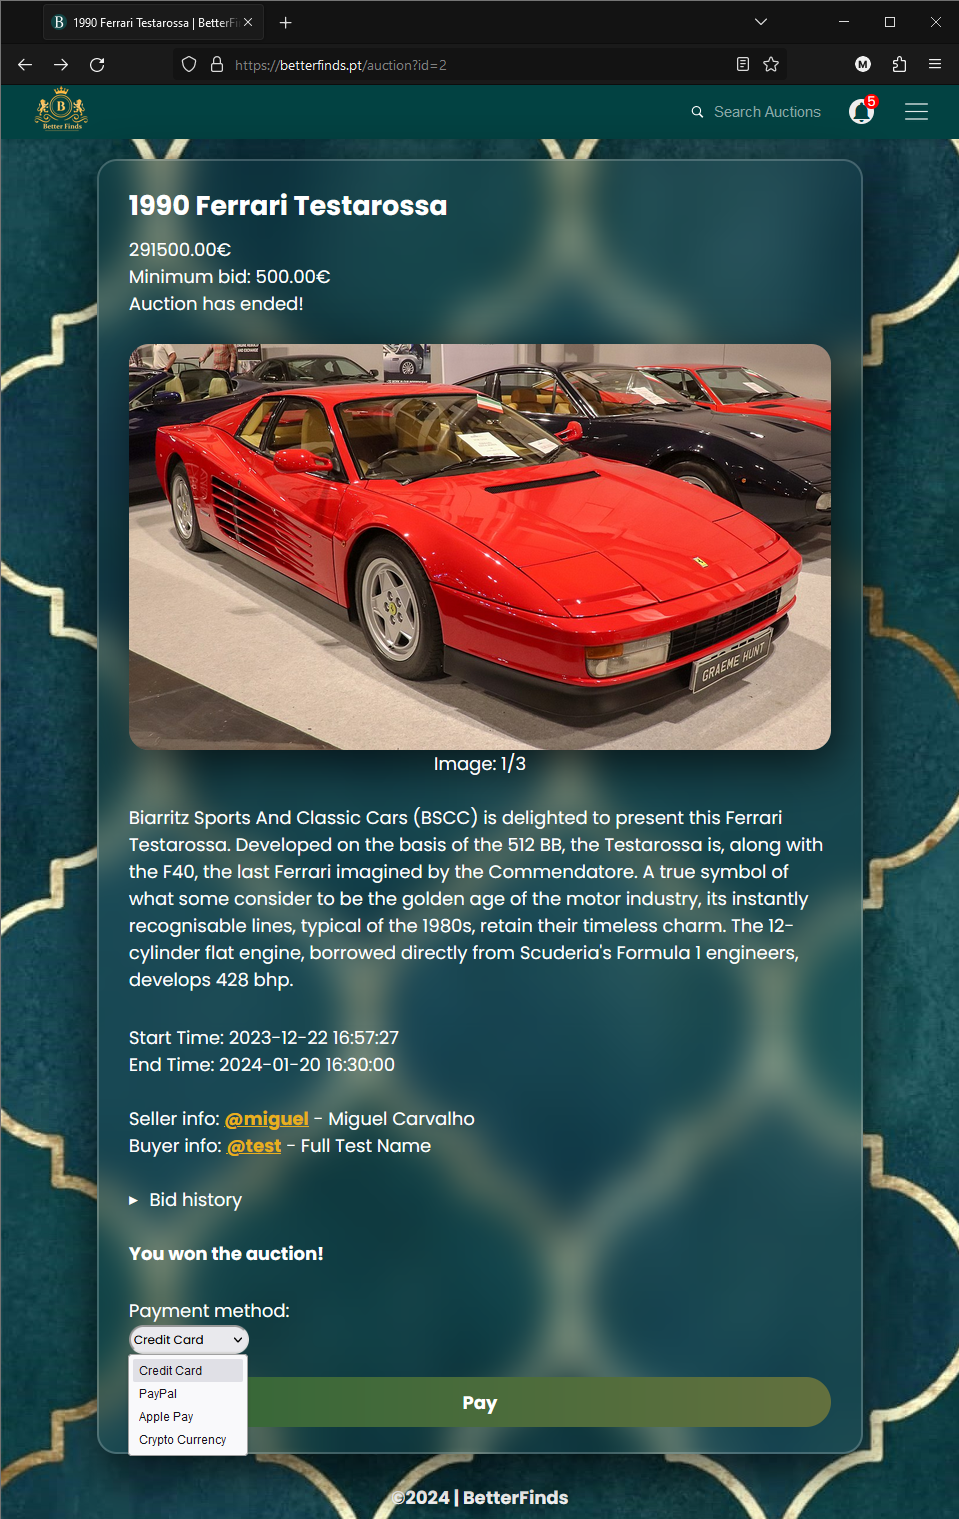 1990 Ferrari Testarossa | BetterFi
https://betterfinds.pt/auction?id=2
M
B
Better Finds
Search Auctions
5
1990 Ferrari Testarossa
291500.00€
Minimum bid: 500.00€
Auction has ended!
GRAEME HUNT
Image: 1/3
Biarritz Sports And Classic Cars (BSCC) is delighted to present this Ferrari
Testarossa. Developed on the basis of the 512 BB, the Testarossa is, along with
the F40, the last Ferrari imagined by the Commendatore. A true symbol of
what some consider to be the golden age of the motor industry, its instantly
recognisable lines, typical of the 1980s, retain their timeless charm. The 12-
cylinder flat engine, borrowed directly from Scuderia's Formula 1 engineers,
develops 428 bhp.
Start Time: 2023-12-22 16:57:27
End Time: 2024-01-20 16:30:00
Seller info: @miguel - Miguel Carvalho
Buyer info: @test - Full Test Name
Bid history
You won the auction!
Payment method:
Credit Card
Credit Card
PayPal
Apple Pay
Crypto Currency
Pay
©2024 | BetterFinds